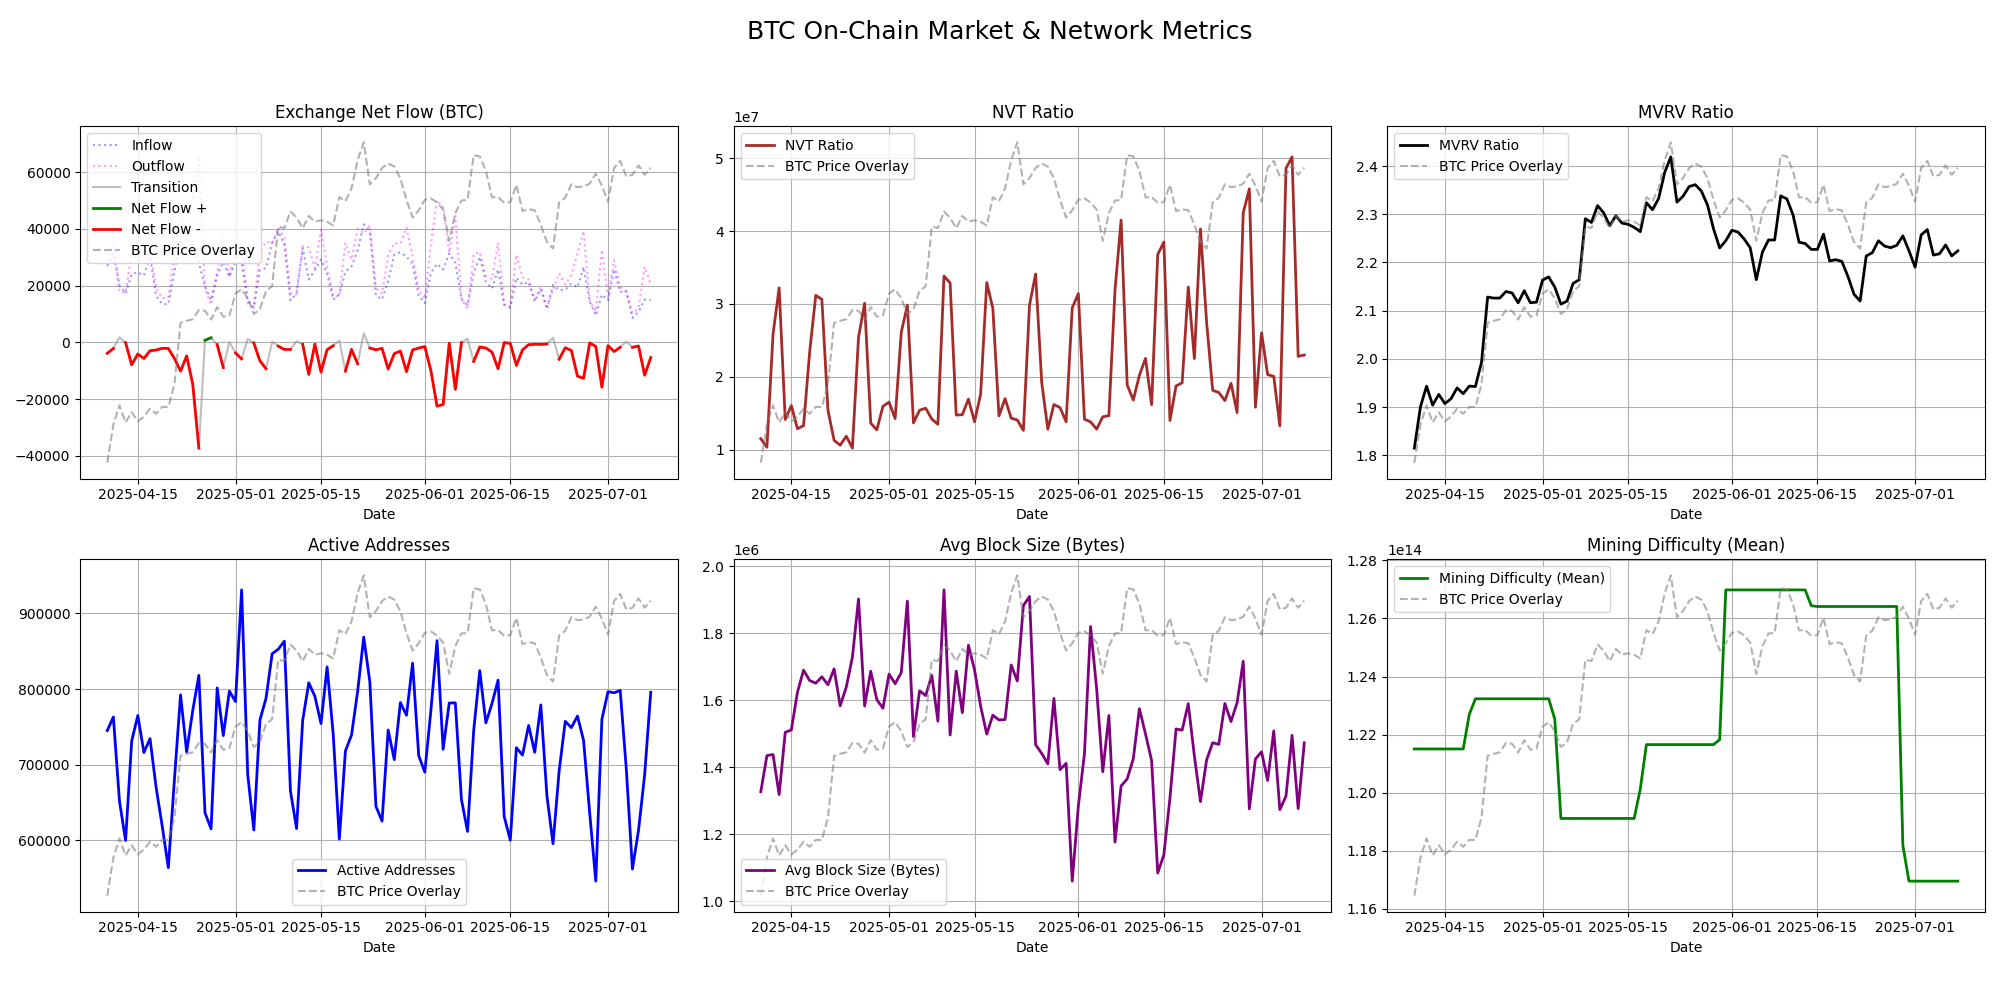 BTC On-Chain Market & Network Metrics
Exchange Net Flow (BTC)
Inflow
Outflow
Transition
Net Flow +
Net Flow -
BTC Price Overlay
60000
40000
20000
0
−20000
−40000
2025-04-15 2025-05-01 2025-05-15 2025-06-01 2025-06-15 2025-07-01
Date
NVT Ratio
1e7
NVT Ratio
BTC Price Overlay
5
4
3
2
1
2025-04-15 2025-05-01 2025-05-15 2025-06-01 2025-06-15 2025-07-01
Date
MVRV Ratio
MVRV Ratio
BTC Price Overlay
2.4
2.3
2.2
2.1
2.0
1.9
1.8
2025-04-15 2025-05-01 2025-05-15 2025-06-01 2025-06-15 2025-07-01
Date
Active Addresses
900000
800000
700000
600000
Active Addresses
BTC Price Overlay
2025-04-15 2025-05-01 2025-05-15 2025-06-01 2025-06-15 2025-07-01
Date
Avg Block Size (Bytes)
1e6
2.0
1.8
1.6
1.4
1.2
1.0
Avg Block Size (Bytes)
BTC Price Overlay
2025-04-15 2025-05-01 2025-05-15 2025-06-01 2025-06-15 2025-07-01
Date
Mining Difficulty (Mean)
1e14
Mining Difficulty (Mean)
BTC Price Overlay
1.28
1.26
1.24
1.22
1.20
1.18
1.16
2025-04-15 2025-05-01 2025-05-15 2025-06-01 2025-06-15 2025-07-01
Date